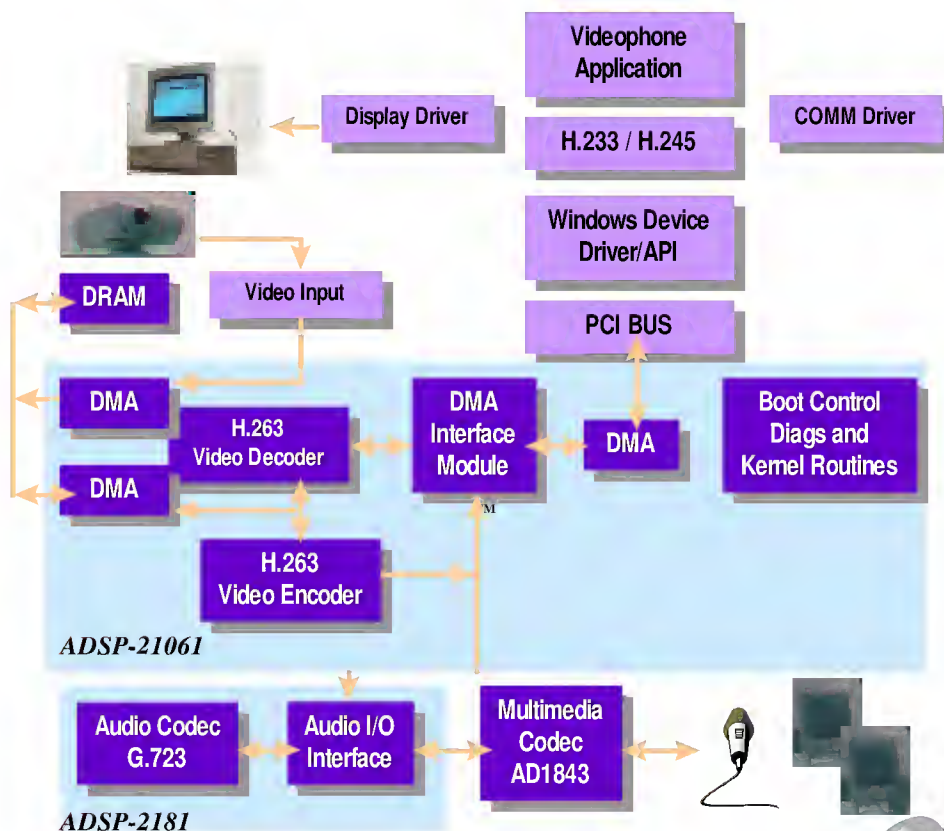 Videophone
Application
Display Driver
COMM Driver
H.233 / H.245
Windows Device
Driver/API
DRAM
Video Input
PCI BUS
DMA
H.263
Video Decoder
DMA
Interface
Module
DMA
Boot Control
Diags and
Kernel Routines
DMA
TM
H.263
Video Encoder
ADSP-21061
Audio Codec
G.723
Audio I/O
Interface
Multimedia
Codec
AD1843
ADSP-2181